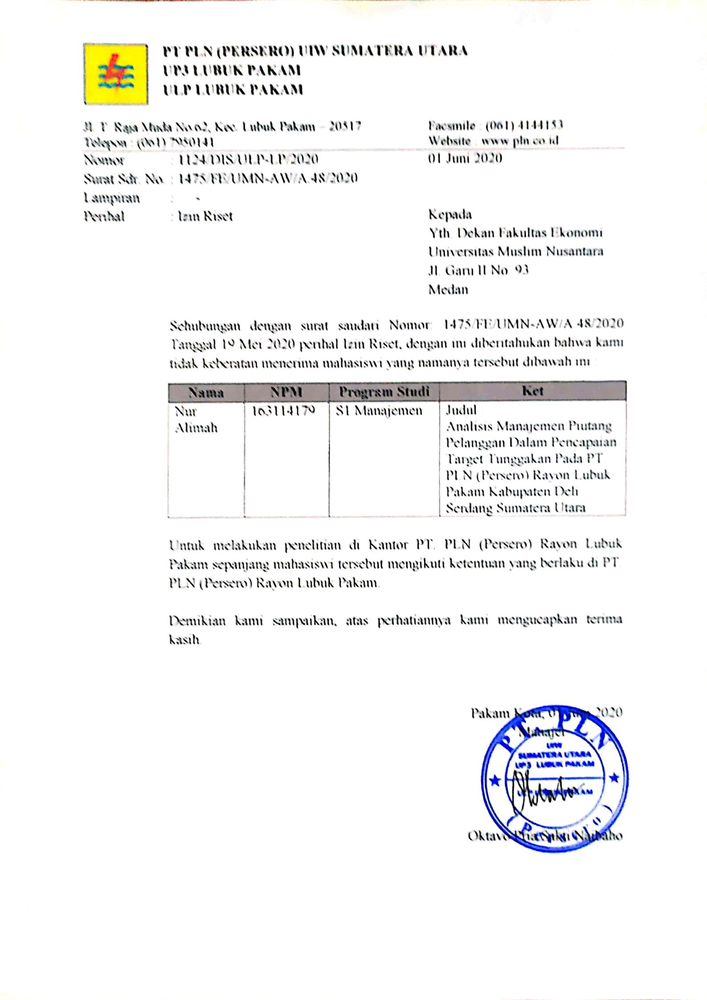 PT PLN (PERSERO) UIW SUMATERA UTARA
UP3 LUBUK PAKAM
ULP LUBUK PAKAM
Jl. T. Raja Muda No.62, Kec. Lubuk Pakam – 20517 Facsmile : (061) 4144153
Telepon : (061) 7950141 Website : www.pln.co.id
Nomor : 1124/DIS/ULP-LP/2020 01 Juni 2020
Surat Sdr. No. : 1475/FE/UMN-AW/A.48/2020
Lampiran : -
Perihal : Izin Riset Kepada
Yth. Dekan Fakultas Ekonomi
Universitas Muslim Nusantara
Jl. Garu II No. 93
Medan
Sehubungan dengan surat saudari Nomor: 1475/FE/UMN-AW/A.48/2020
Tanggal 19 Mei 2020 perihal Izin Riset, dengan ini diberitahukan bahwa kami
tidak keberatan menerima mahasiswi yang namanya tersebut dibawah ini :
Nama NPM Program Studi Ket
Nur 163114179 S1 Manajemen Judul :
Alimah Analisis Manajemen Piutang
Pelanggan Dalam Pencapaian
Target Tunggakan Pada PT
PLN (Persero) Rayon Lubuk
Pakam Kabupaten Deli
Serdang Sumatera Utara
Untuk melakukan penelitian di Kantor PT. PLN (Persero) Rayon Lubuk
Pakam sepanjang mahasiswi tersebut mengikuti ketentuan yang berlaku di PT.
PLN (Persero) Rayon Lubuk Pakam.
Demikian kami sampaikan, atas perhatiannya kami mengucapkan terima
kasih.
Pakam Kota, 01 Juni 2020
Manajer
PT. PLN
UIW
SUMATERA UTARA
UP3 LUBUK PAKAM
ULP LUBUK PAKAM
(Persero)
Oktavo Pria Sakti Naibaho